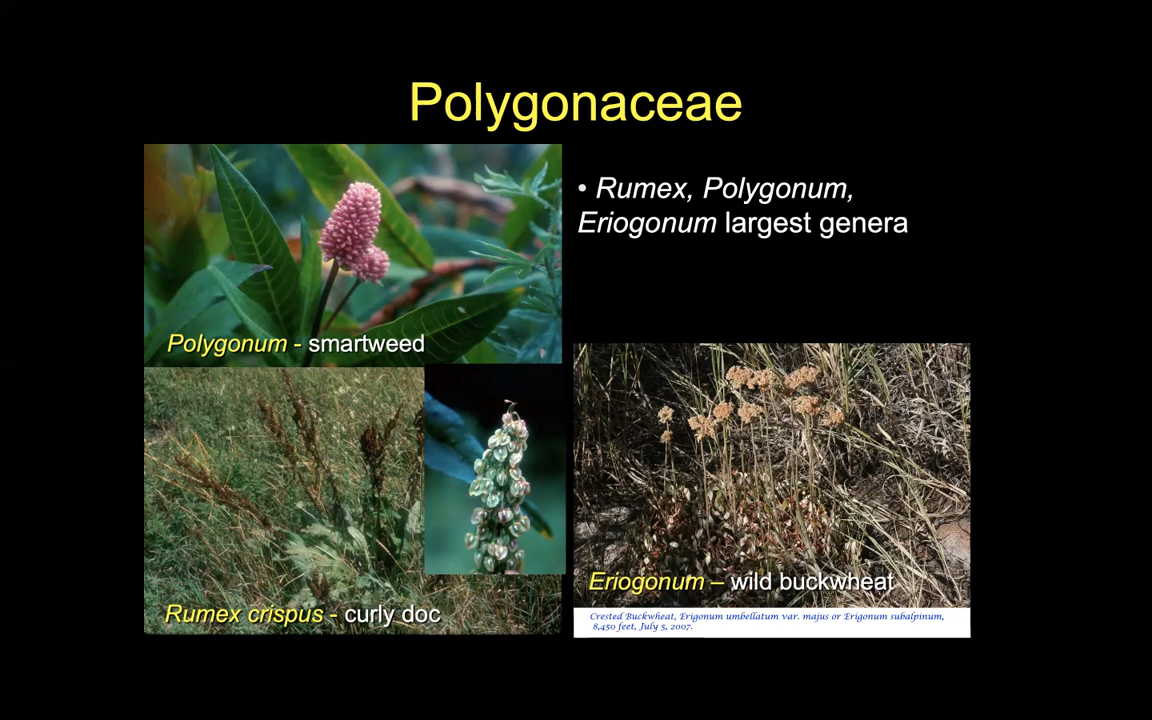 Polygonaceae
• Rumex, Polygonum,
Eriogonum largest genera
Polygonum - smartweed
Rumex crispus - curly doc
Eriogonum – wild buckwheat
Crested Buckwheat, Erigonum umbellatum var. majus or Erigonum subalpinum,
8,450 feet, July 5, 2007.